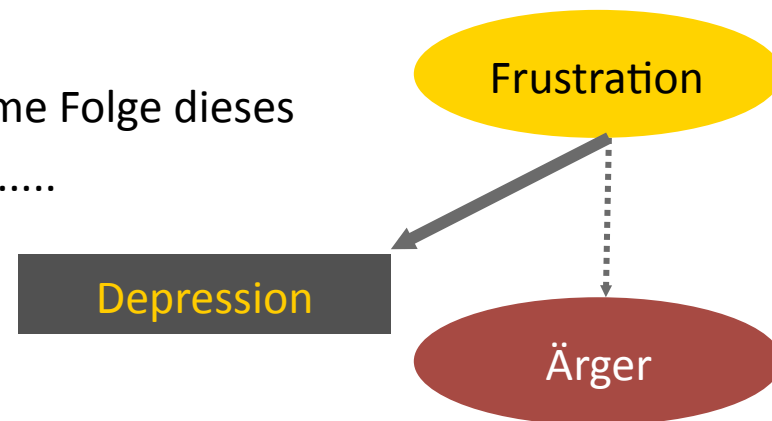 Frustration
me Folge dieses
......
Depression
Ärger